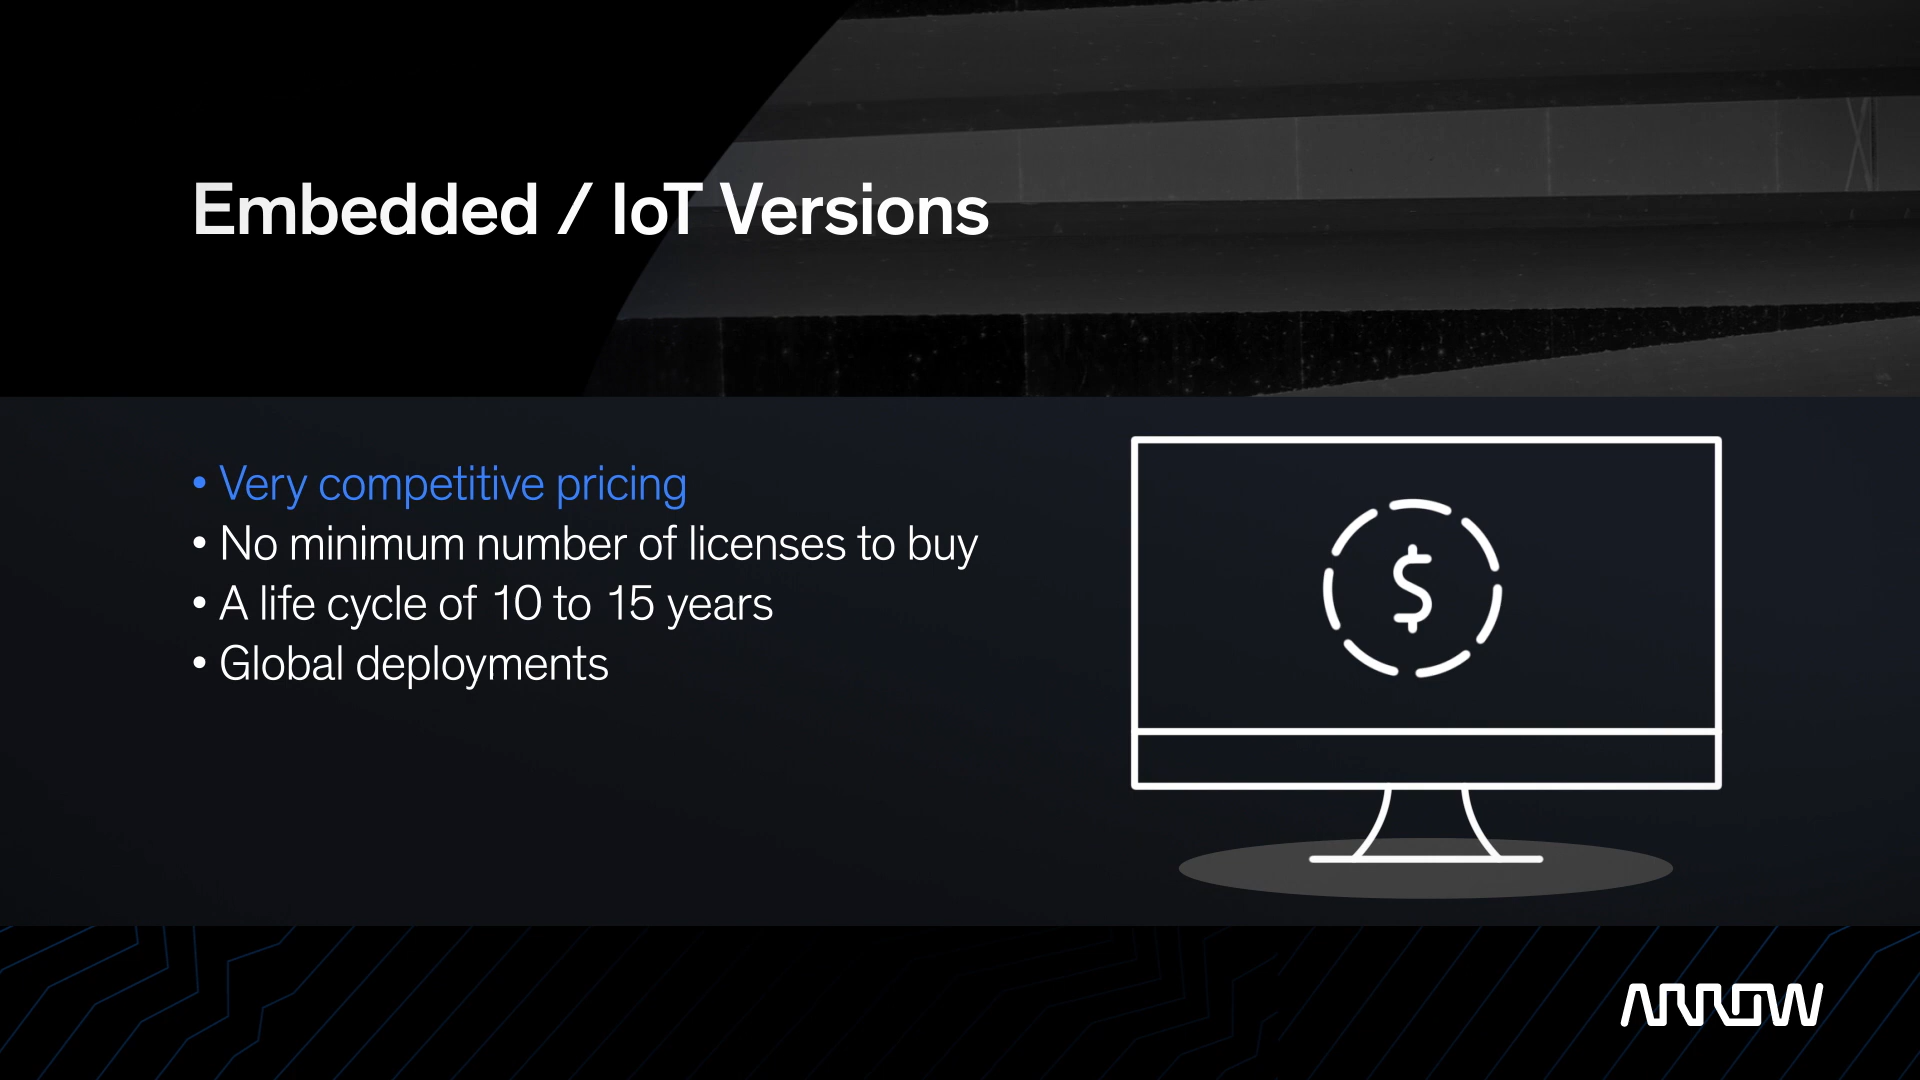 Embedded / IoT Versions
• Very competitive pricing
• No minimum number of licenses to buy
• A life cycle of 10 to 15 years
• Global deployments
$
ARROW